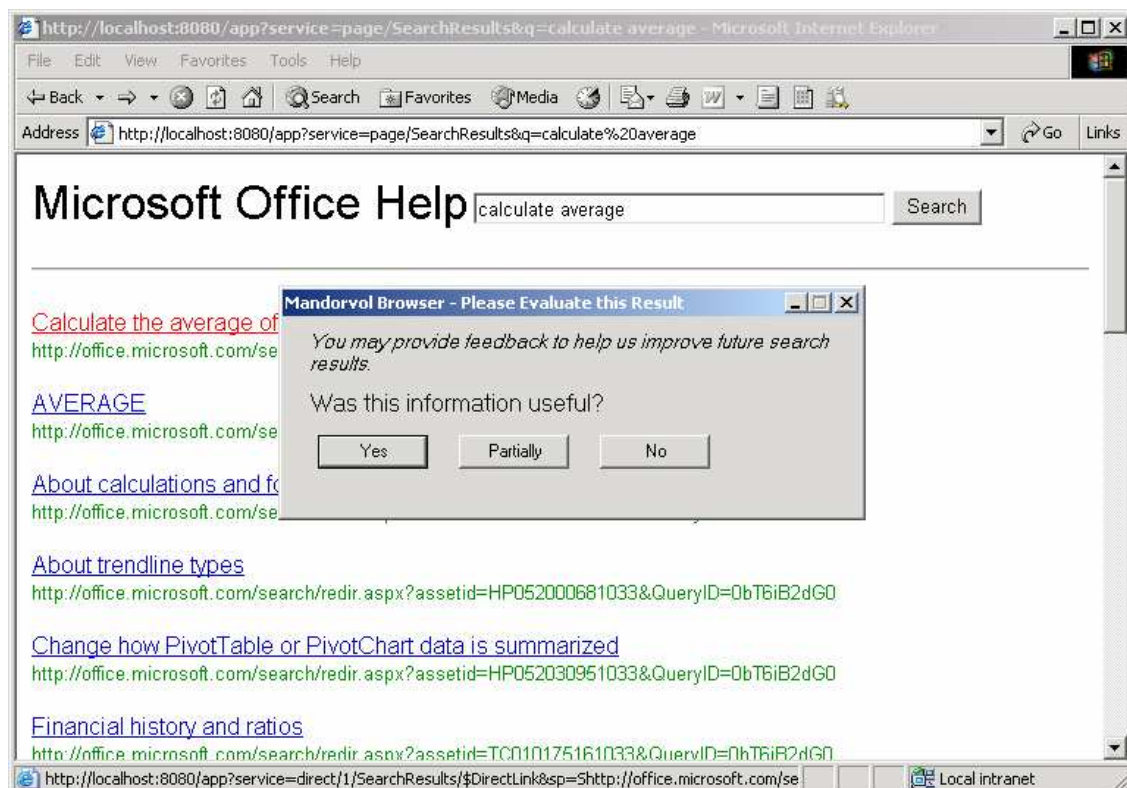 http://localhost:8080/app?service=page/SearchResults&q=calculate average - Microsoft Internet Explorer
File Edit View Favorites Tools Help
Back Search Favorites Media
Address http://localhost:8080/app?service=page/SearchResults&q=calculate%20average Go Links
Microsoft Office Help calculate average Search
Mandorvol Browser - Please Evaluate this Result
Calculate the average of
http://office.microsoft.com/se
You may provide feedback to help us improve future search
results.
Was this information useful?
Yes Partially No
AVERAGE
http://office.microsoft.com/se
About calculations and fo
http://office.microsoft.com/se
About trendline types
http://office.microsoft.com/search/redir.aspx?assetid=HP052000681033&QueryID=0bT6iB2dG0
Change how PivotTable or PivotChart data is summarized
http://office.microsoft.com/search/redir.aspx?assetid=HP052030951033&QueryID=0bT6iB2dG0
Financial history and ratios
http://office.microsoft.com/search/redir.aspx?assetid=TC010175161033&QueryID=0bT6iB2dG0
http://localhost:8080/app?service=direct/1/SearchResults/$DirectLink&sp=Shttp://office.microsoft.com/se Local intranet